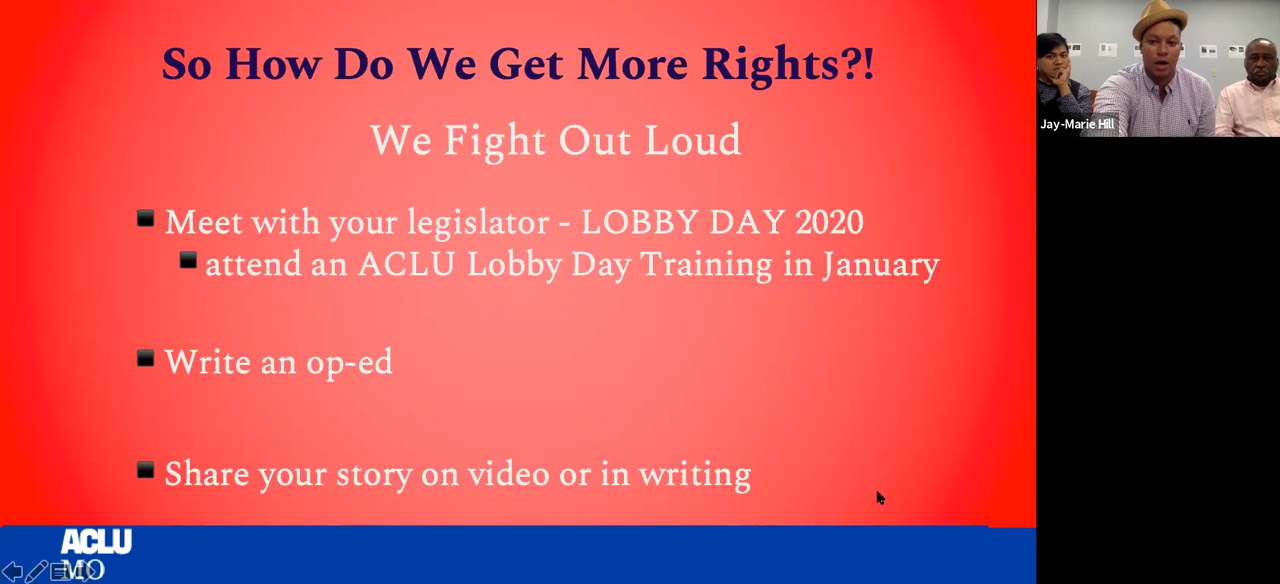 So How Do We Get More Rights?!
We Fight Out Loud
Meet with your legislator - LOBBY DAY 2020
attend an ACLU Lobby Day Training in January
Write an op-ed
Share your story on video or in writing
ACLU
MO
Jay-Marie Hill